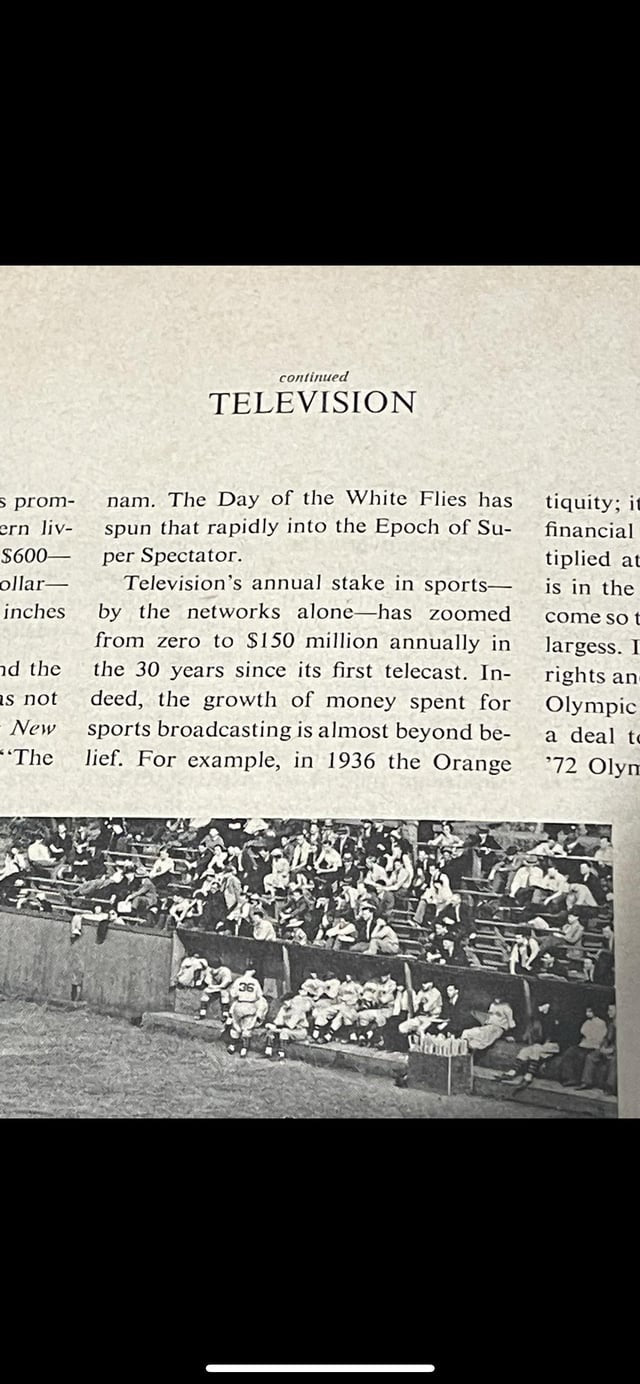 continued
TELEVISION
s prom-
ern liv-
$600—
ollar—
inches
nd the
as not
New
“The
nam. The Day of the White Flies has
spun that rapidly into the Epoch of Su-
per Spectator.
Television’s annual stake in sports—
by the networks alone—has zoomed
from zero to $150 million annually in
the 30 years since its first telecast. In-
deed, the growth of money spent for
sports broadcasting is almost beyond be-
lief. For example, in 1936 the Orange
tiquity; it
financial
tiplied at
is in the
come so t
largess. I
rights an
Olympic
a deal to
’72 Olym
36